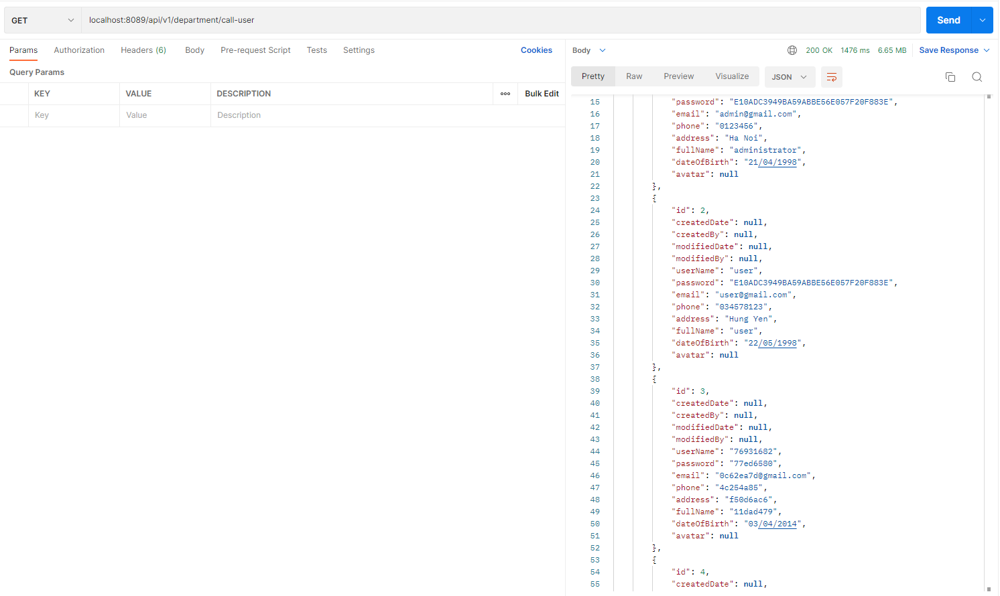 GET localhost:8089/api/v1/department/call-user Send
Params Authorization Headers (6) Body Pre-request Script Tests Settings Cookies
Query Params
KEY VALUE DESCRIPTION ooo Bulk Edit
Key Value Description
Body 200 OK 1476 ms 6.65 MB Save Response
Pretty Raw Preview Visualize JSON
15 "password": "E10ADC3949BA59ABBE56E057F20F883E",
16 "email": "admin@gmail.com",
17 "phone": "0123456",
18 "address": "Ha Noi",
19 "fullName": "administrator",
20 "dateOfBirth": "21/04/1998",
21 "avatar": null
22 },
23 {
24 "id": 2,
25 "createdDate": null,
26 "createdBy": null,
27 "modifiedDate": null,
28 "modifiedBy": null,
29 "userName": "user",
30 "password": "E10ADC3949BA59ABBE56E057F20F883E",
31 "email": "user@gmail.com",
32 "phone": "034578123",
33 "address": "Hung Yen",
34 "fullName": "user",
35 "dateOfBirth": "22/05/1998",
36 "avatar": null
37 },
38 {
39 "id": 3,
40 "createdDate": null,
41 "createdBy": null,
42 "modifiedDate": null,
43 "modifiedBy": null,
44 "userName": "76931682",
45 "password": "77ed6580",
46 "email": "0c62ea7d@gmail.com",
47 "phone": "4c254a85",
48 "address": "f50d6ac6",
49 "fullName": "11dad479",
50 "dateOfBirth": "03/04/2014",
51 "avatar": null
52 },
53 {
54 "id": 4,
55 "createdDate": null,